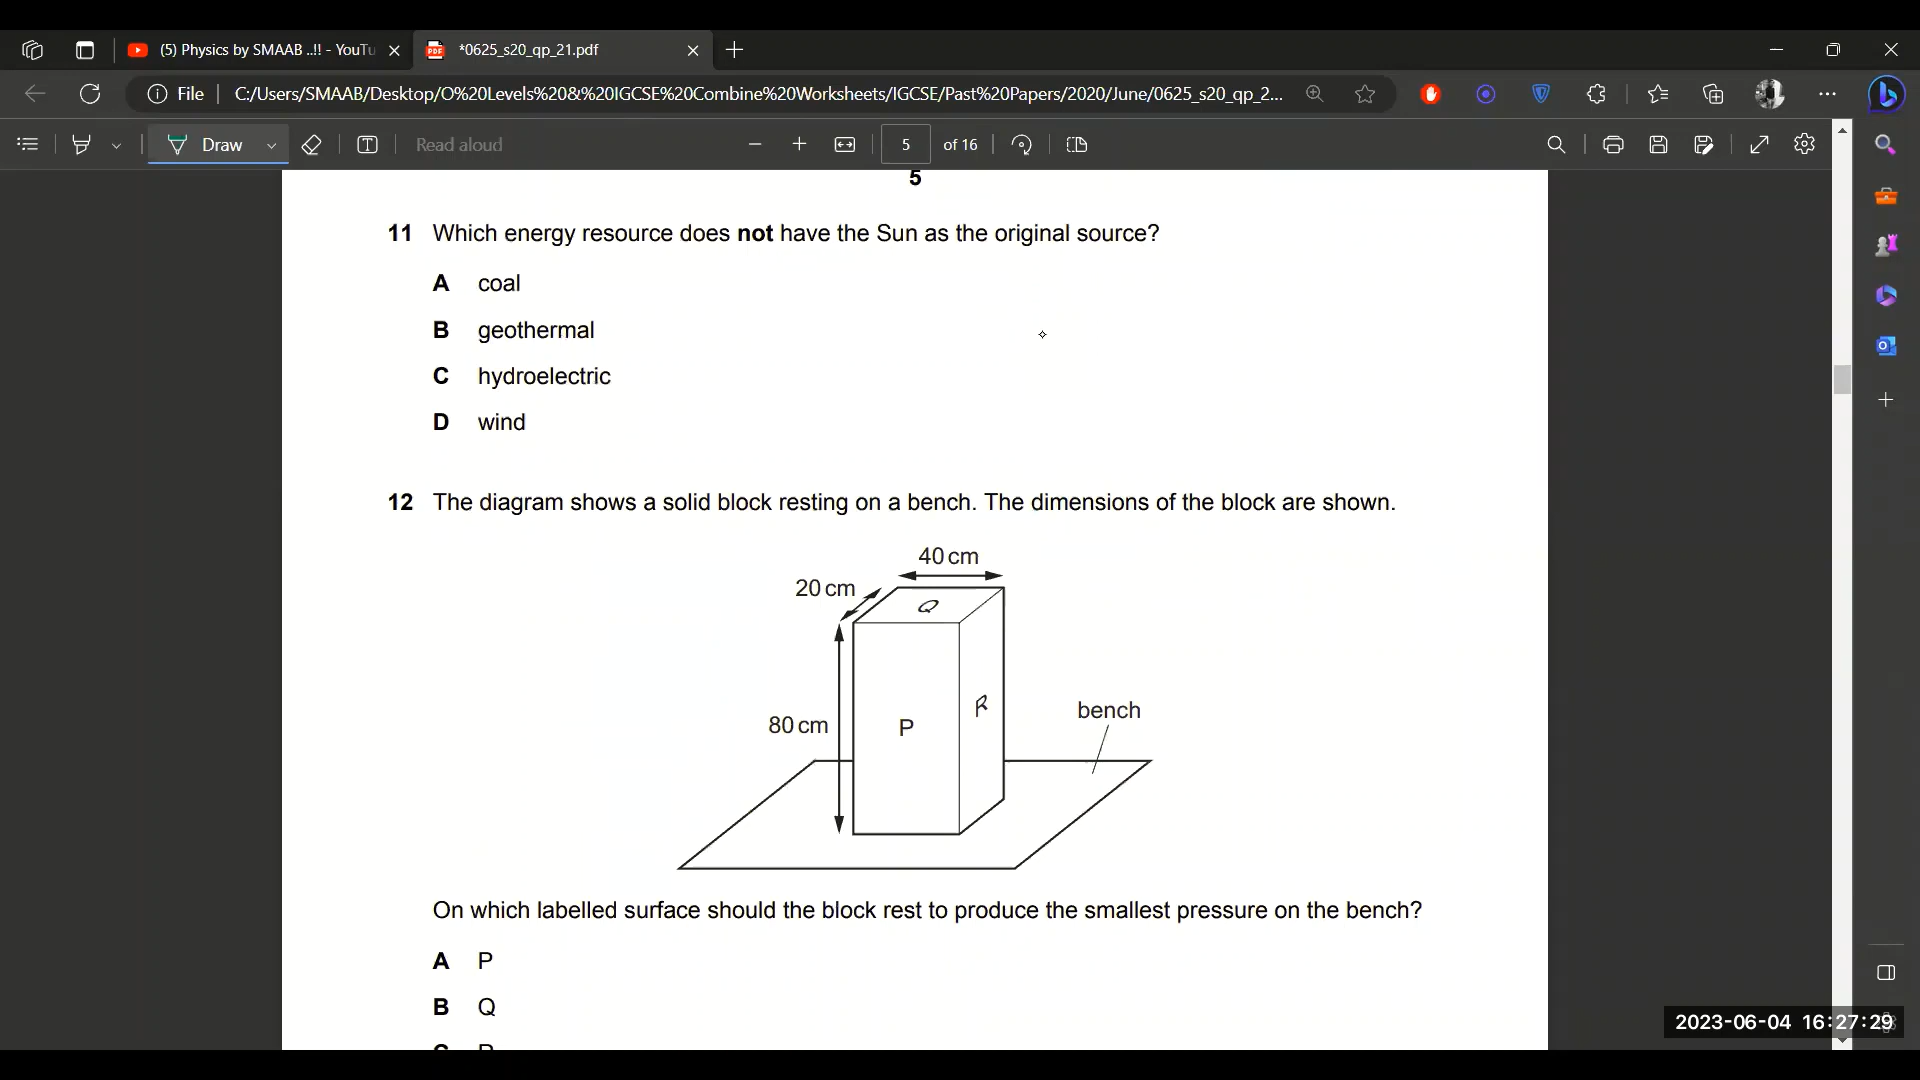 (5) Physics by SMAAB ..!! - YouTu
PDF
*0625_s20_qp_21.pdf
File
C:/Users/SMAAB/Desktop/O%20Levels%20&%20IGCSE%20Combine%20Worksheets/IGCSE/Past%20Papers/2020/June/0625_s20_qp_2...
Draw
Read aloud
5 of 16
5
11 Which energy resource does not have the Sun as the original source?
A coal
B geothermal
C hydroelectric
D wind
12 The diagram shows a solid block resting on a bench. The dimensions of the block are shown.
40 cm
20 cm
Q
80 cm
P
R
bench
On which labelled surface should the block rest to produce the smallest pressure on the bench?
A P
B Q
2023-06-04 16:27:29